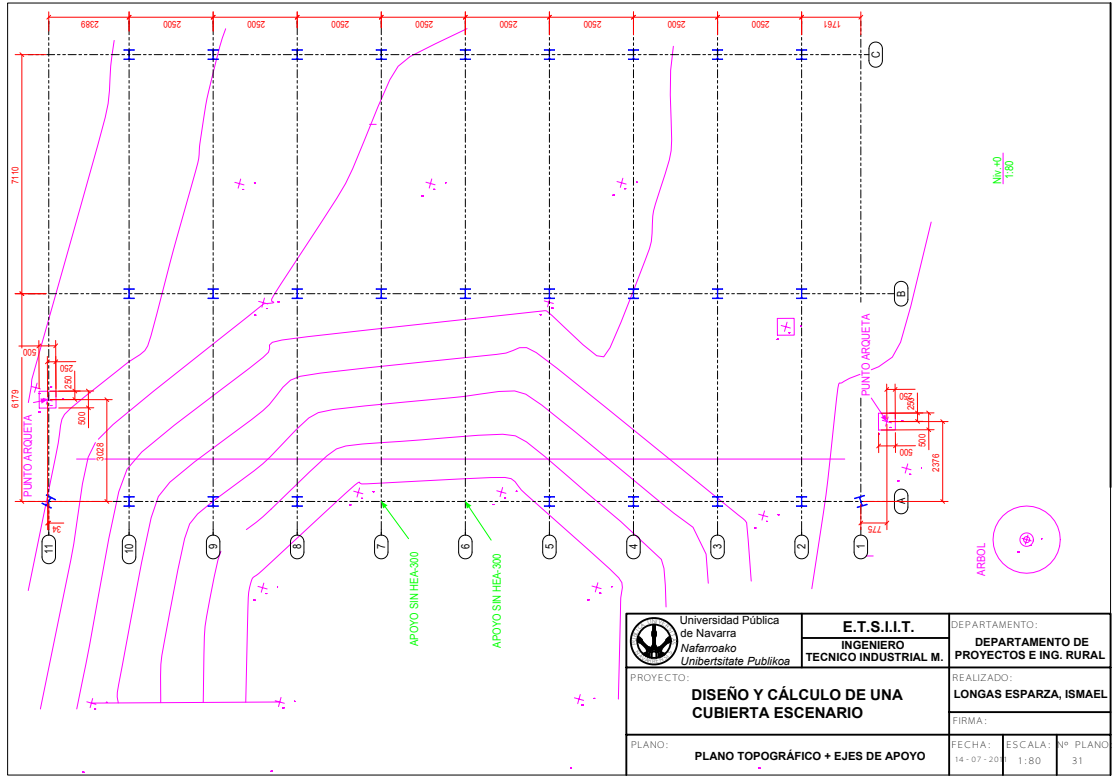 2389
2500
2500
2500
2500
2500
2500
2500
2500
1761
C
7110
Niv.+0
1:80
B
500
250
250
6179
500
3028
PUNTO ARQUETA
PUNTO ARQUETA
250
250
500
500
2376
A
34
775
11
10
9
8
7
6
5
4
3
2
1
APOYO SIN HEA-300
APOYO SIN HEA-300
ARBOL
Universidad Pública
de Navarra
Nafarroako
Unibertsitate Publikoa
E.T.S.I.I.T.
INGENIERO
TECNICO INDUSTRIAL M.
DEPARTAMENTO:
DEPARTAMENTO DE
PROYECTOS E ING. RURAL
PROYECTO:
DISEÑO Y CÁLCULO DE UNA
CUBIERTA ESCENARIO
REALIZADO:
LONGAS ESPARZA, ISMAEL
FIRMA:
PLANO:
PLANO TOPOGRÁFICO + EJES DE APOYO
FECHA:
14-07-2011
ESCALA:
1:80
Nº PLANO:
31